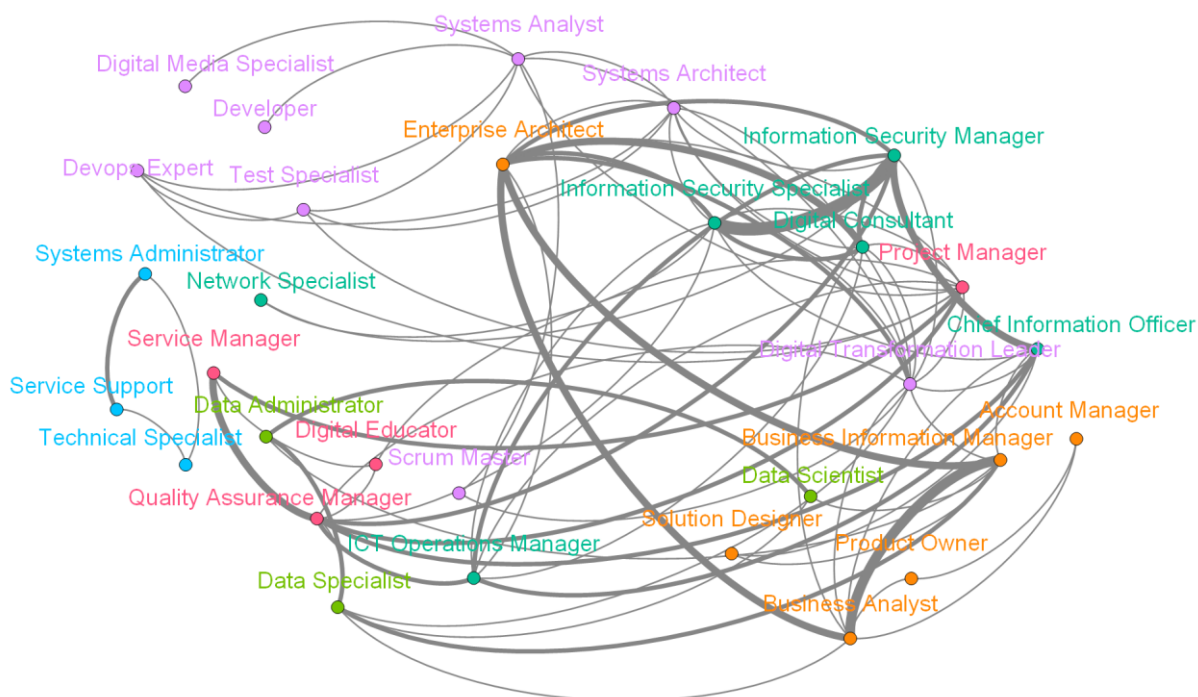 Systems Analyst
Digital Media Specialist
Systems Architect
Developer
Enterprise Architect
Information Security Manager
Devops Expert
Test Specialist
Information Security Specialist
Digital Consultant
Systems Administrator
Project Manager
Network Specialist
Chief Information Officer
Service Manager
Digital Transformation Leader
Service Support
Data Administrator
Account Manager
Digital Educator
Technical Specialist
Business Information Manager
Scrum Master
Data Scientist
Quality Assurance Manager
Solution Designer
ICT Operations Manager
Product Owner
Data Specialist
Business Analyst